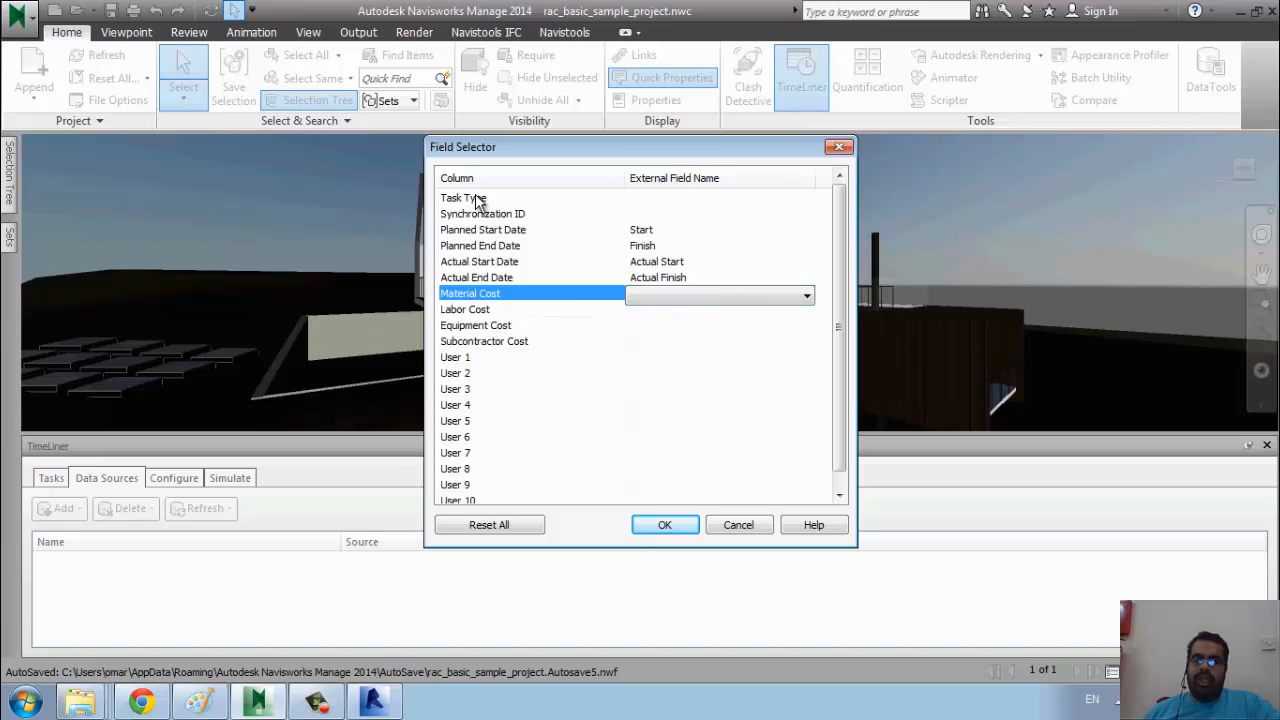 Autodesk Navisworks Manage 2014 rac_basic_sample_project.nwc
Type a keyword or phrase
Sign In
Home Viewpoint Review Animation View Output Render Navistools IFC Navistools
Append
Refresh
Reset All...
File Options
Project
Select
Save Selection
Select All
Select Same
Selection Tree
Find Items
Quick Find
Sets
Select & Search
Hide
Require
Hide Unselected
Unhide All
Visibility
Links
Quick Properties
Properties
Display
Clash Detective
TimeLiner
Quantification
Autodesk Rendering
Animator
Scripter
Appearance Profiler
Batch Utility
Compare
DataTools
Tools
Selection Tree
Sets
Field Selector
Column External Field Name
Task Type
Synchronization ID
Planned Start Date Start
Planned End Date Finish
Actual Start Date Actual Start
Actual End Date Actual Finish
Material Cost
Labor Cost
Equipment Cost
Subcontractor Cost
User 1
User 2
User 3
User 4
User 5
User 6
User 7
User 8
User 9
User 10
Reset All OK Cancel Help
TimeLiner
Tasks Data Sources Configure Simulate
Add Delete Refresh
Name Source
AutoSaved: C:\Users\omar\AppData\Roaming\Autodesk Navisworks Manage 2014\AutoSave\rac_basic_sample_project.Autosave5.nwf
1 of 1
EN